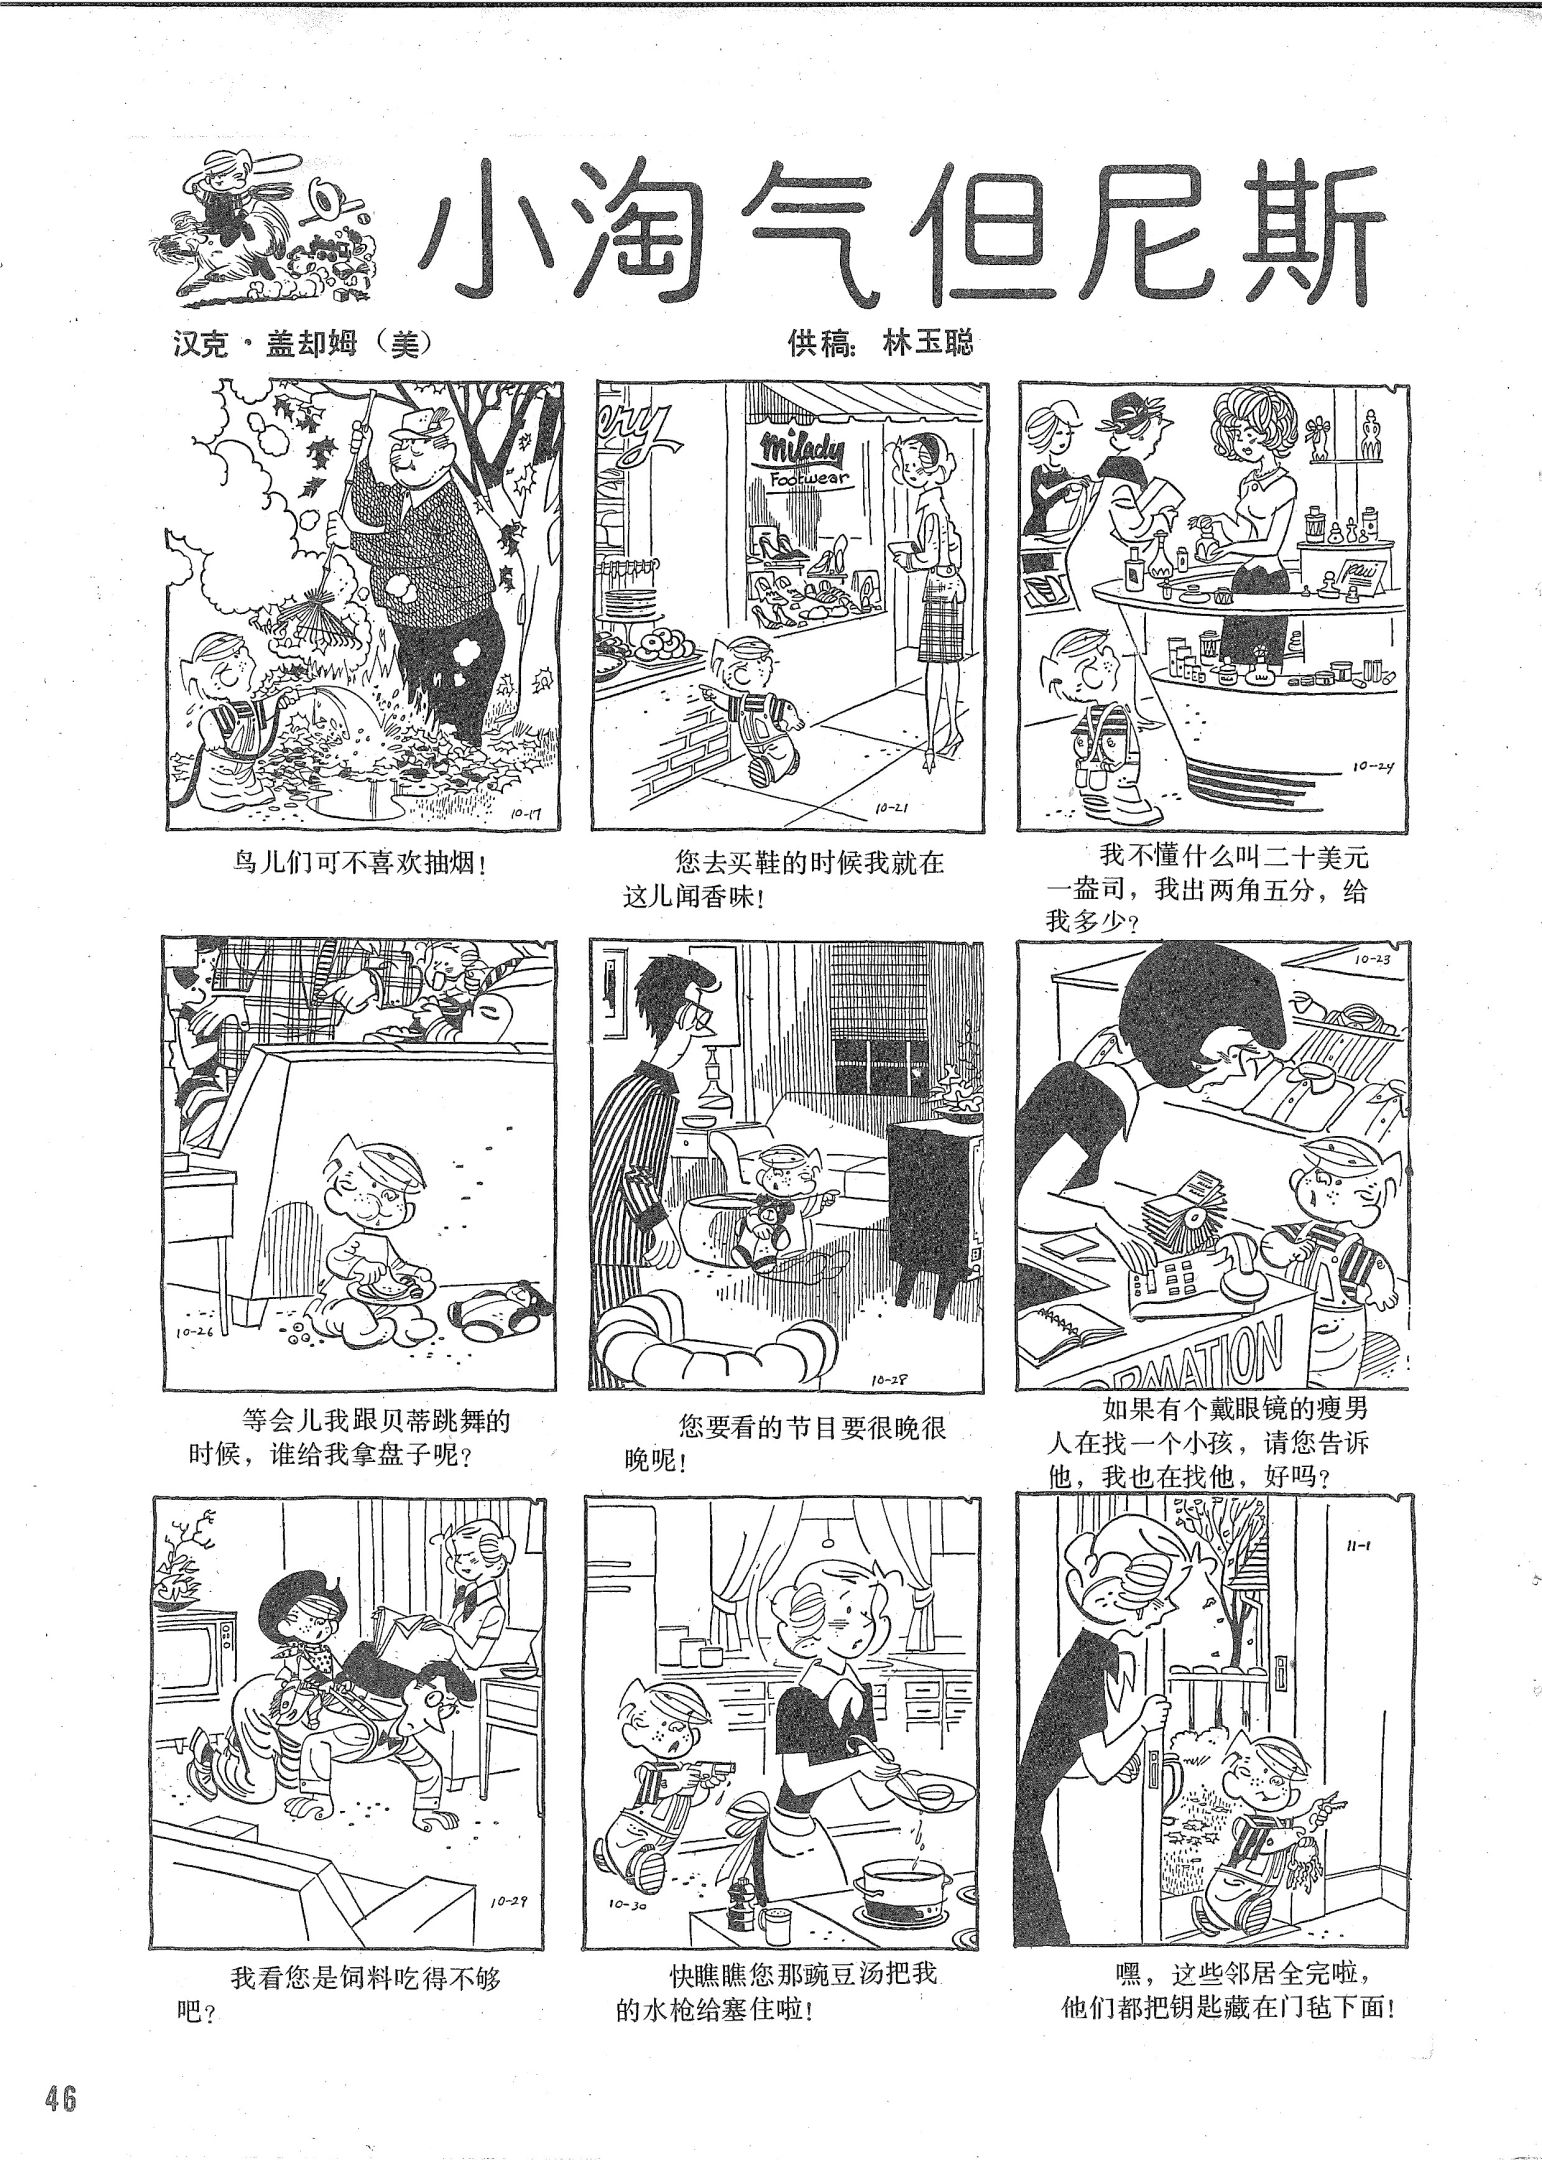 小淘气但尼斯
汉克·盖却姆（美）
供稿：林玉聪
10-17
鸟儿们可不喜欢抽烟！
ery
Milady
Footwear
10-21
您去买鞋的时候我就在
这儿闻香味！
10-24
我不懂什么叫二十美元
一盎司，我出两角五分，给
我多少？
10-26
等会儿我跟贝蒂跳舞的
时候，谁给我拿盘子呢？
10-28
您要看的节目要很晚很
晚呢！
10-23
ORMATION
如果有个戴眼镜的瘦男
人在找一个小孩，请您告诉
他，我也在找他，好吗？
10-29
我看您是饲料吃得不够
吧？
10-30
快瞧瞧您那豌豆汤把我
的水枪给塞住啦！
11-1
嘿，这些邻居全完啦，
他们都把钥匙藏在门毡下面！
46